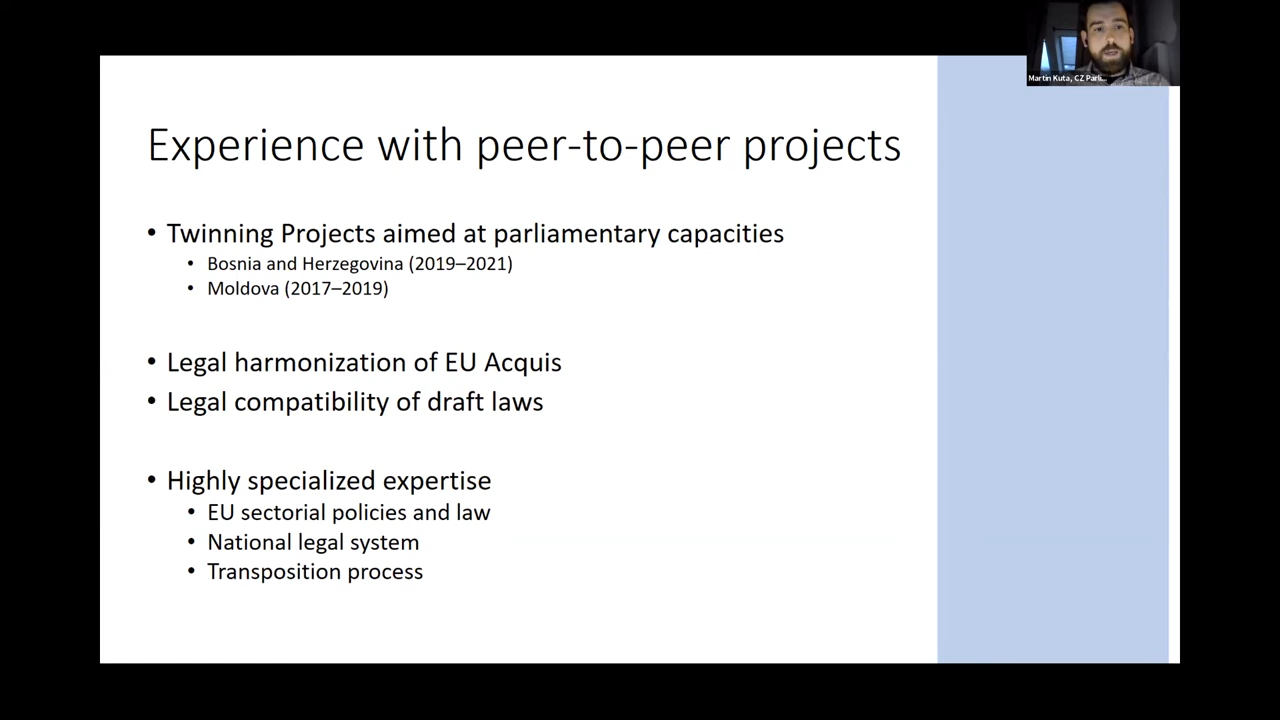 Martin Kuta, CZ Parli...
Experience with peer-to-peer projects
• Twinning Projects aimed at parliamentary capacities
• Bosnia and Herzegovina (2019–2021)
• Moldova (2017–2019)
• Legal harmonization of EU Acquis
• Legal compatibility of draft laws
• Highly specialized expertise
• EU sectorial policies and law
• National legal system
• Transposition process